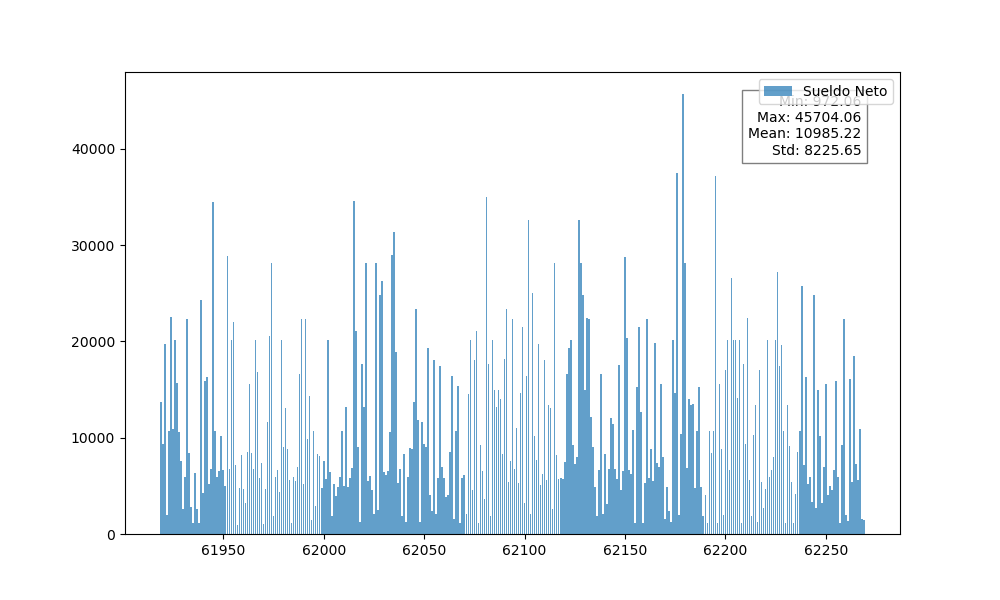 Sueldo Neto
Min: 972.06
Max: 45704.06
Mean: 10985.22
Std: 8225.65
40000
30000
20000
10000
0
61950 62000 62050 62100 62150 62200 62250